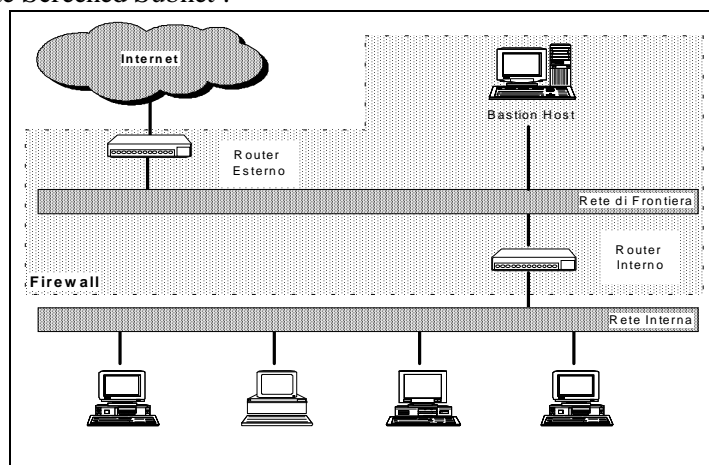 Screened Subnet .
Internet
Bastion Host
Router
Esterno
Rete di Frontiera
Router
Interno
Firewall
Rete Interna